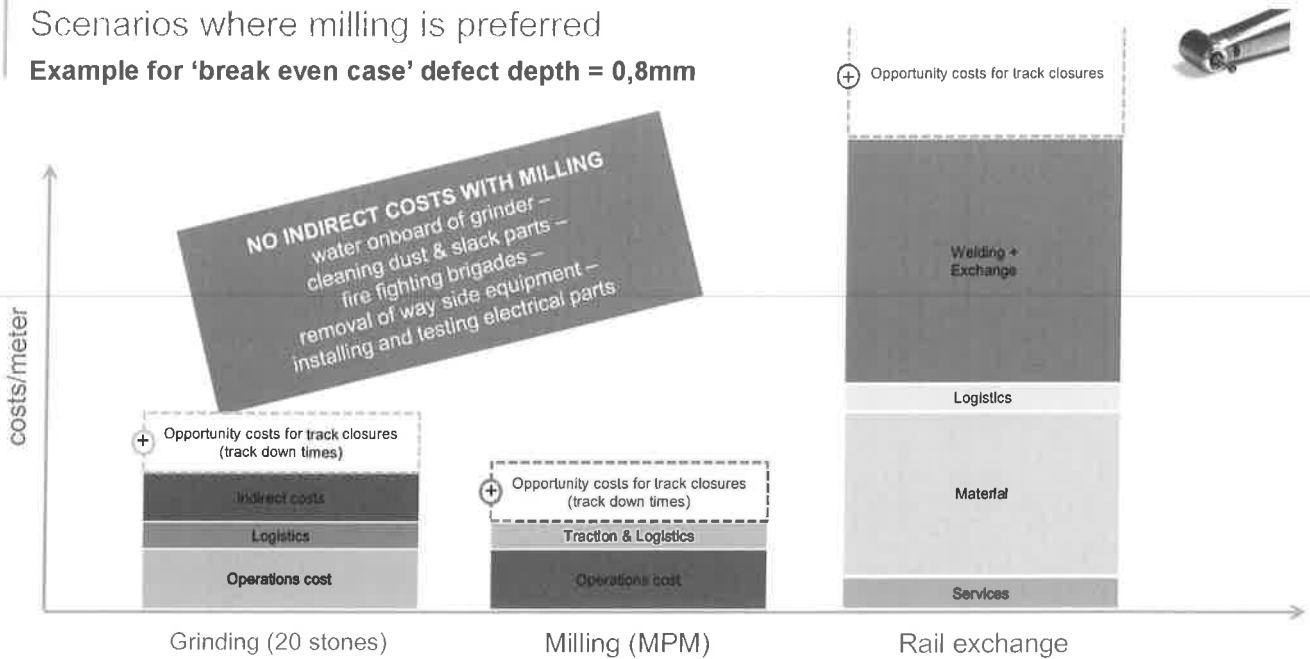 Scenarios where milling is preferred
Example for ‘break even case’ defect depth = 0,8mm
Opportunity costs for track closures
NO INDIRECT COSTS WITH MILLING
water onboard of grinder –
cleaning dust & slack parts –
fire fighting brigades –
removal of way side equipment –
installing and testing electrical parts
costs/meter
+ Opportunity costs for track closures
(track down times)
Indirect costs
Logistics
Operations cost
Grinding (20 stones)
+ Opportunity costs for track closures
(track down times)
Traction & Logistics
Operations cost
Milling (MPM)
Welding +
Exchange
Logistics
Material
Services
Rail exchange